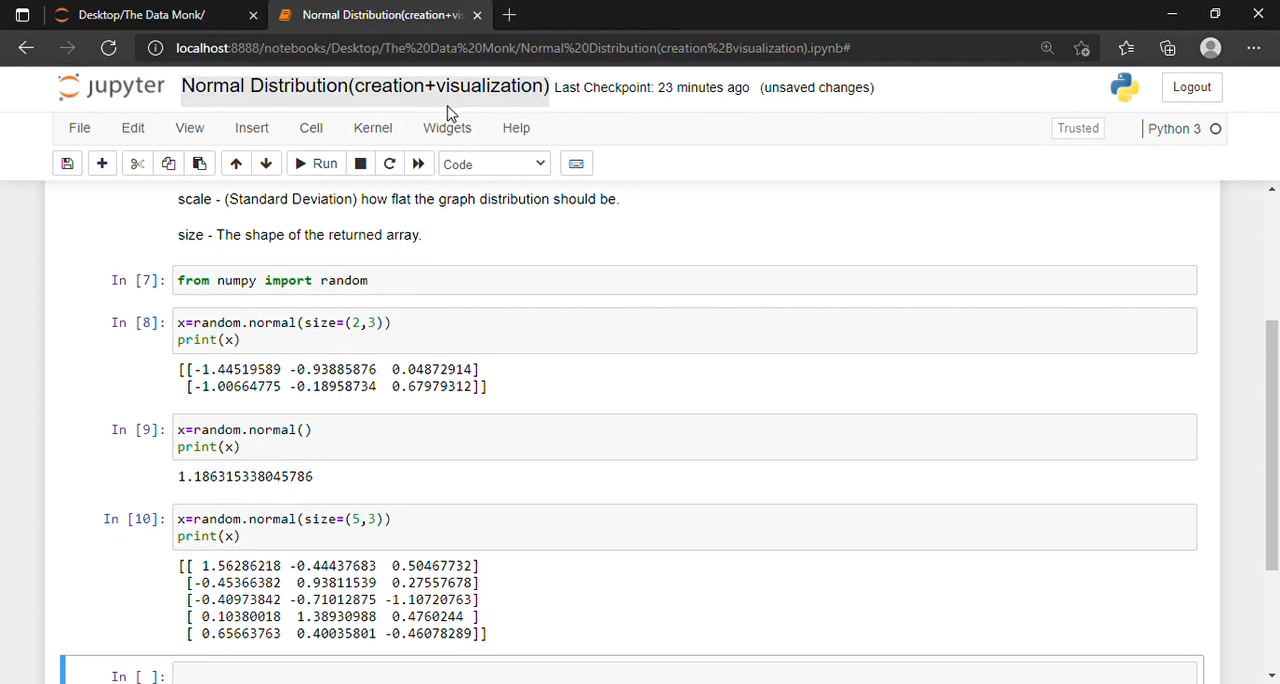 Desktop/The Data Monk/
Normal Distribution(creation+vis
localhost:8888/notebooks/Desktop/The%20Data%20Monk/Normal%20Distribution(creation%2Bvisualization).ipynb#
jupyter Normal Distribution(creation+visualization) Last Checkpoint: 23 minutes ago (unsaved changes) Logout
File Edit View Insert Cell Kernel Widgets Help Trusted Python 3
Run Code
scale - (Standard Deviation) how flat the graph distribution should be.
size - The shape of the returned array.
In [7]: from numpy import random
In [8]: x=random.normal(size=(2,3))
print(x)
[[-1.44519589 -0.93885876 0.04872914]
[-1.00664775 -0.18958734 0.67979312]]
In [9]: x=random.normal()
print(x)
1.186315338045786
In [10]: x=random.normal(size=(5,3))
print(x)
[[ 1.56286218 -0.44437683 0.50467732]
[-0.45366382 0.93811539 0.27557678]
[-0.40973842 -0.71012875 -1.10720763]
[ 0.10380018 1.38930988 0.4760244 ]
[ 0.65663763 0.40035801 -0.46078289]]
In [ ]: